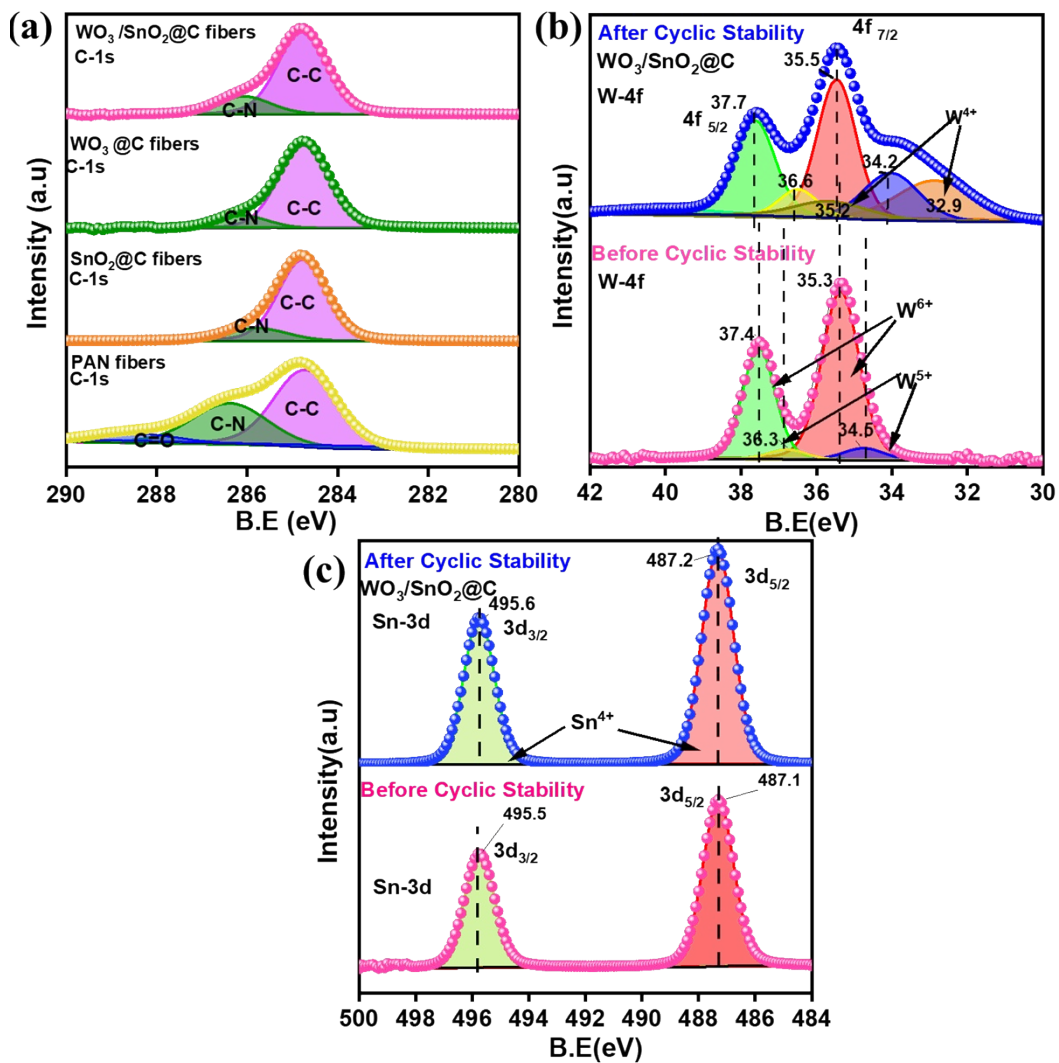 (a)
WO3/SnO2@C fibers
C-1s
C-C
C-N
WO3@C fibers
C-1s
C-C
C-N
SnO2@C fibers
C-1s
C-C
C-N
PAN fibers
C-1s
C-C
C-N
C=O
Intensity (a.u)
290 288 286 284 282 280
B.E (eV)
(b)
After Cyclic Stability
4f 7/2
WO3/SnO2@C
35.5
W-4f
37.7
4f 5/2
W4+
36.6
34.2
35.2
32.9
Before Cyclic Stability
W-4f
35.3
37.4
W6+
W5+
36.3
34.5
Intensity(a.u)
42 40 38 36 34 32 30
B.E(eV)
(c)
After Cyclic Stability
487.2
3d5/2
WO3/SnO2@C
495.6
Sn-3d
3d3/2
Sn4+
Before Cyclic Stability
3d5/2
487.1
495.5
3d3/2
Sn-3d
Intensity(a.u)
500 498 496 494 492 490 488 486 484
B.E(eV)